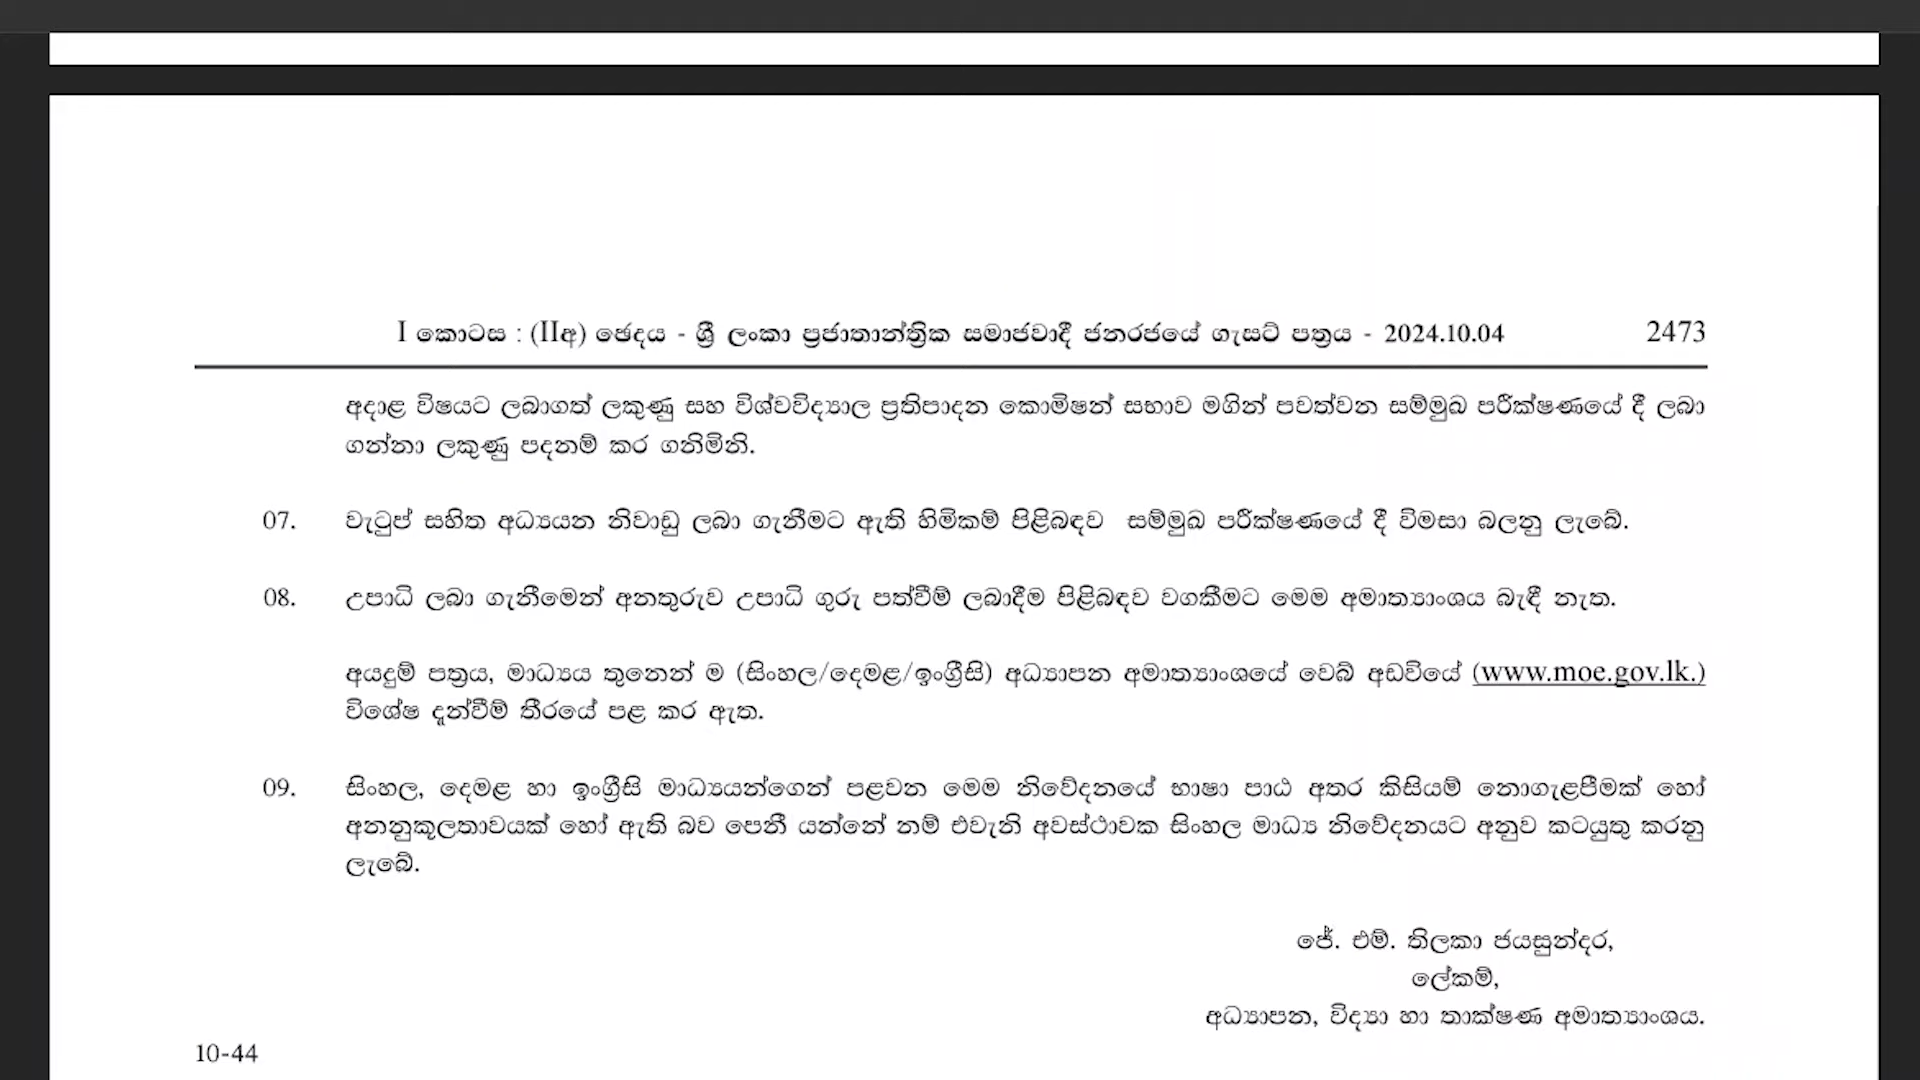 I කොටස : (IIඅ) ඡෙදය - ශ්‍රී ලංකා ප්‍රජාතාන්ත්‍රික සමාජවාදී ජනරජයේ ගැසට් පත්‍රය - 2024.10.04 2473
අදාළ විෂයට ලබාගත් ලකුණු සහ විශ්වවිද්‍යාල ප්‍රතිපාදන කොමිෂන් සභාව මගින් පවත්වන සම්මුඛ පරීක්ෂණයේ දී ලබා
ගන්නා ලකුණු පදනම් කර ගනිමිනි.
07. වැටුප් සහිත අධ්‍යයන නිවාඩු ලබා ගැනීමට ඇති හිමිකම් පිළිබඳව සම්මුඛ පරීක්ෂණයේ දී විමසා බලනු ලැබේ.
08. උපාධි ලබා ගැනීමෙන් අනතුරුව උපාධි ගුරු පත්වීම් ලබාදීම පිළිබඳව වගකීමට මෙම අමාත්‍යාංශය බැඳී නැත.
අයදුම් පත්‍රය, මාධ්‍යය තුනෙන් ම (සිංහල/දෙමළ/ඉංග්‍රීසි) අධ්‍යාපන අමාත්‍යාංශයේ වෙබ් අඩවියේ (www.moe.gov.lk.)
විශේෂ දැන්වීම් තීරයේ පළ කර ඇත.
09. සිංහල, දෙමළ හා ඉංග්‍රීසි මාධ්‍යයන්ගෙන් පළවන මෙම නිවේදනයේ භාෂා පාඨ අතර කිසියම් නොගැළපීමක් හෝ
අනනුකූලතාවයක් හෝ ඇති බව පෙනී යන්නේ නම් එවැනි අවස්ථාවක සිංහල මාධ්‍ය නිවේදනයට අනුව කටයුතු කරනු
ලැබේ.
ජේ. එම්. තිලකා ජයසුන්දර,
ලේකම්,
අධ්‍යාපන, විද්‍යා හා තාක්ෂණ අමාත්‍යාංශය.
10-44